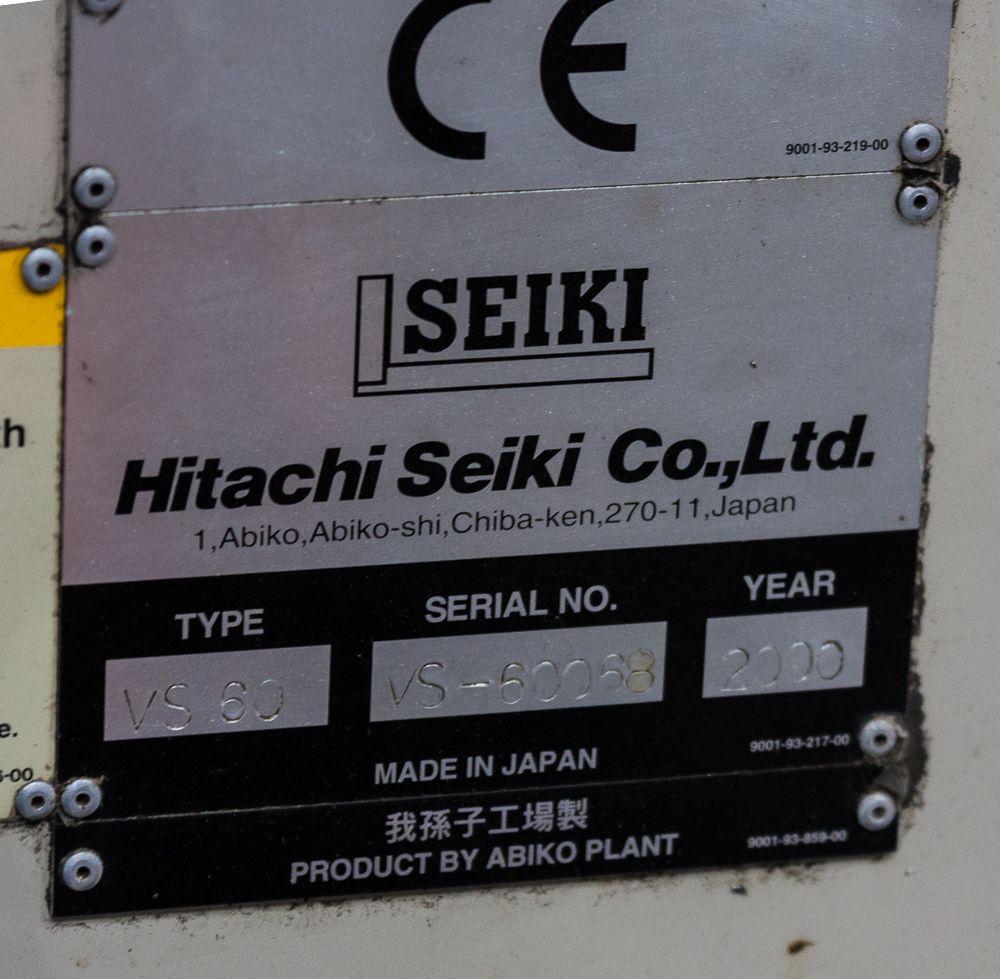 CE
9001-93-219-00
SEIKI
Hitachi Seiki Co.,Ltd.
1,Abiko,Abiko-shi,Chiba-ken,270-11,Japan
TYPE SERIAL NO. YEAR
VS 60 VS-60068 2000
9001-93-217-00
MADE IN JAPAN
我孫子工場製
PRODUCT BY ABIKO PLANT
9001-93-859-00